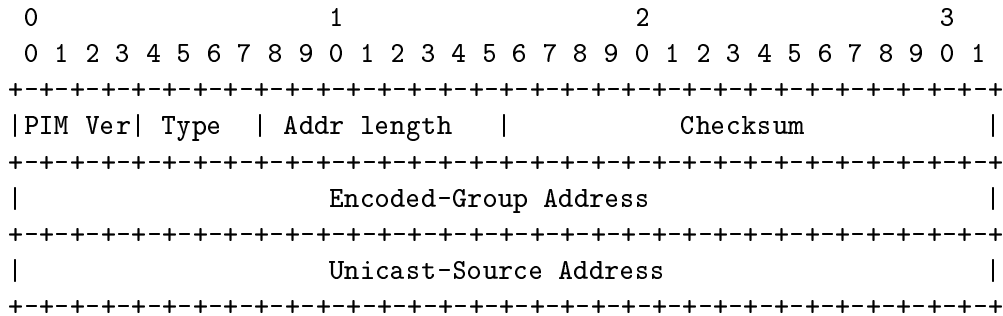 0                   1                   2                   3
 0 1 2 3 4 5 6 7 8 9 0 1 2 3 4 5 6 7 8 9 0 1 2 3 4 5 6 7 8 9 0 1
+-+-+-+-+-+-+-+-+-+-+-+-+-+-+-+-+-+-+-+-+-+-+-+-+-+-+-+-+-+-+-+-+
|PIM Ver| Type  | Addr length   |           Checksum            |
+-+-+-+-+-+-+-+-+-+-+-+-+-+-+-+-+-+-+-+-+-+-+-+-+-+-+-+-+-+-+-+-+
|                    Encoded-Group Address                      |
+-+-+-+-+-+-+-+-+-+-+-+-+-+-+-+-+-+-+-+-+-+-+-+-+-+-+-+-+-+-+-+-+
|                    Unicast-Source Address                     |
+-+-+-+-+-+-+-+-+-+-+-+-+-+-+-+-+-+-+-+-+-+-+-+-+-+-+-+-+-+-+-+-+